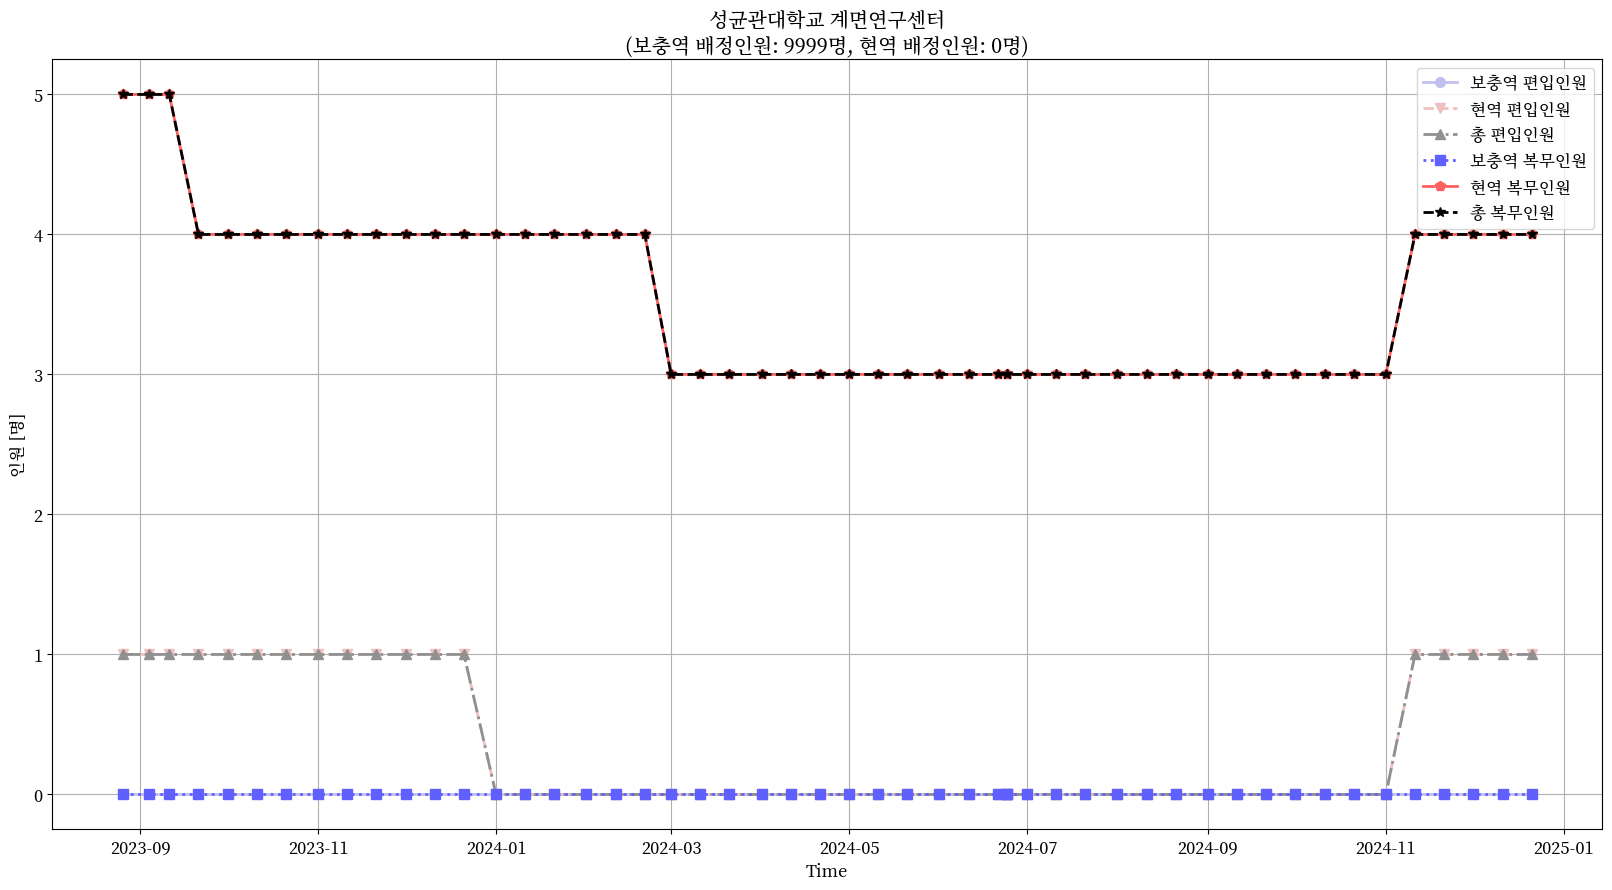 성균관대학교 계면연구센터
(보충역 배정인원: 9999명, 현역 배정인원: 0명)
보충역 편입인원
현역 편입인원
총 편입인원
보충역 복무인원
현역 복무인원
총 복무인원
인원 [명]
5
4
3
2
1
0
2023-09
2023-11
2024-01
2024-03
2024-05
2024-07
2024-09
2024-11
2025-01
Time